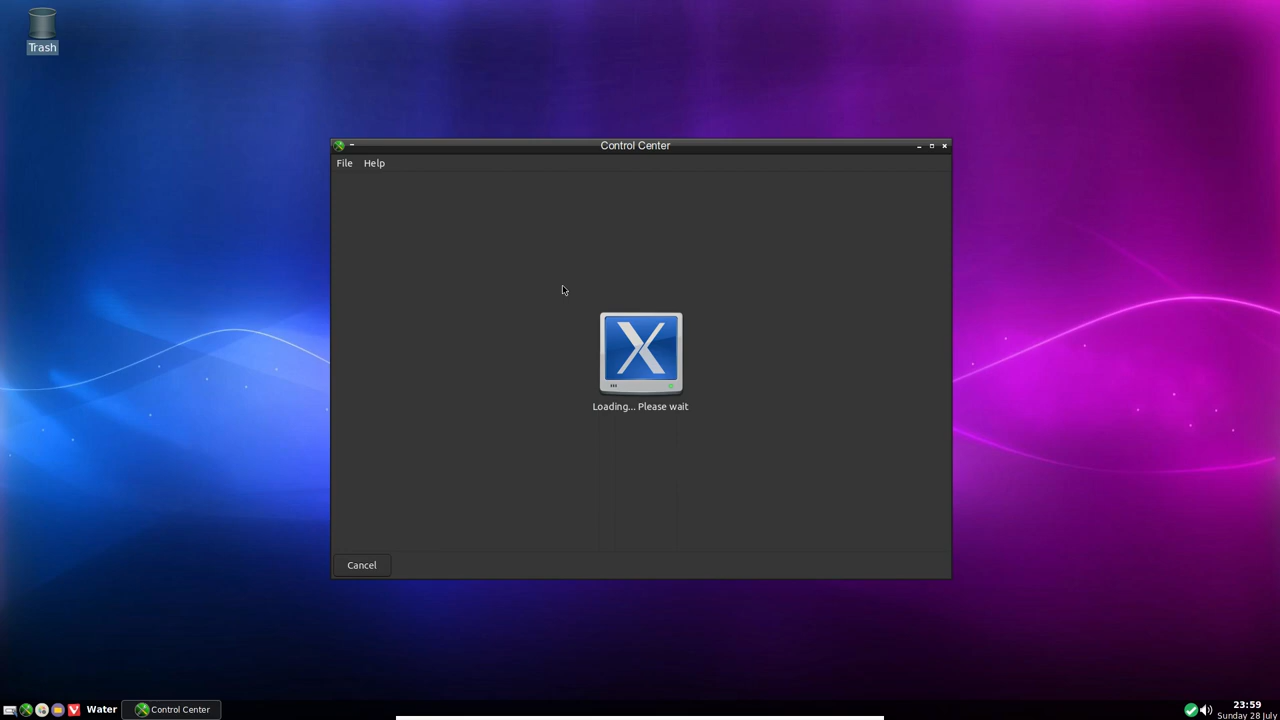 Trash
Control Center
File Help
Loading... Please wait
Cancel
Water
Control Center
23:59
Sunday 28 July